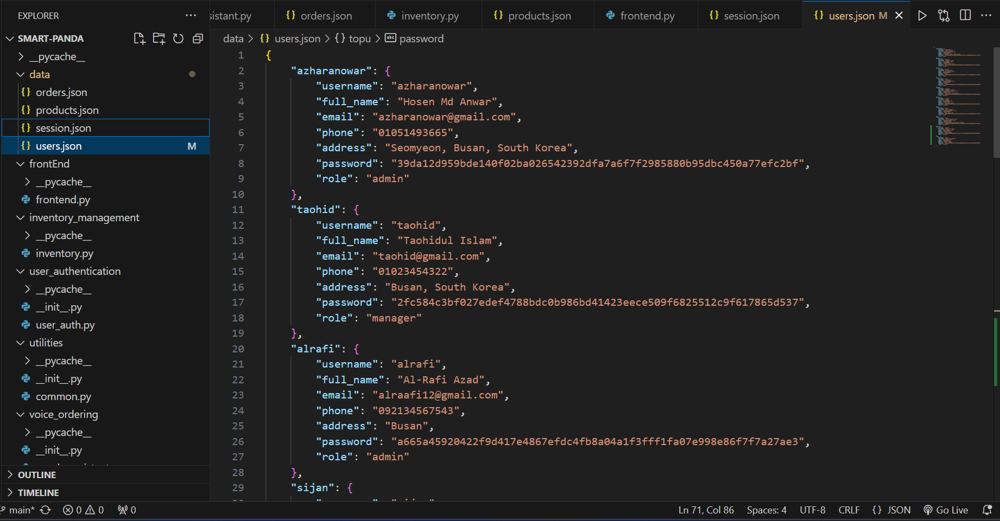 EXPLORER
sistant.py
orders.json
inventory.py
products.json
frontend.py
session.json
users.json M
SMART-PANDA
__pycache__
data
orders.json
products.json
session.json
users.json M
frontEnd
__pycache__
frontend.py
inventory_management
__pycache__
inventory.py
user_authentication
__pycache__
__init__.py
user_auth.py
utilities
__pycache__
__init__.py
common.py
voice_ordering
__pycache__
__init__.py
OUTLINE
TIMELINE
data > {} users.json > {} topu > abc password
1 {
2 "azharanowar": {
3 "username": "azharanowar",
4 "full_name": "Hosen Md Anwar",
5 "email": "azharanowar@gmail.com",
6 "phone": "01051493665",
7 "address": "Seomyeon, Busan, South Korea",
8 "password": "39da12d959bde140f02ba026542392dfa7a6f7f2985880b95dbc450a77efc2bf",
9 "role": "admin"
10 },
11 "taohid": {
12 "username": "taohid",
13 "full_name": "Taohidul Islam",
14 "email": "taohid@gmail.com",
15 "phone": "01023454322",
16 "address": "Busan, South Korea",
17 "password": "2fc584c3bf027edef4788bdc0b986bd41423eece509f6825512c9f617865d537",
18 "role": "manager"
19 },
20 "alrafi": {
21 "username": "alrafi",
22 "full_name": "Al-Rafi Azad",
23 "email": "alraafi12@gmail.com",
24 "phone": "092134567543",
25 "address": "Busan",
26 "password": "a665a45920422f9d417e4867efdc4fb8a04a1f3fff1fa07e998e86f7f7a27ae3",
27 "role": "admin"
28 },
29 "sijan": {
main* 0 0 0
Ln 71, Col 86 Spaces: 4 UTF-8 CRLF {} JSON Go Live